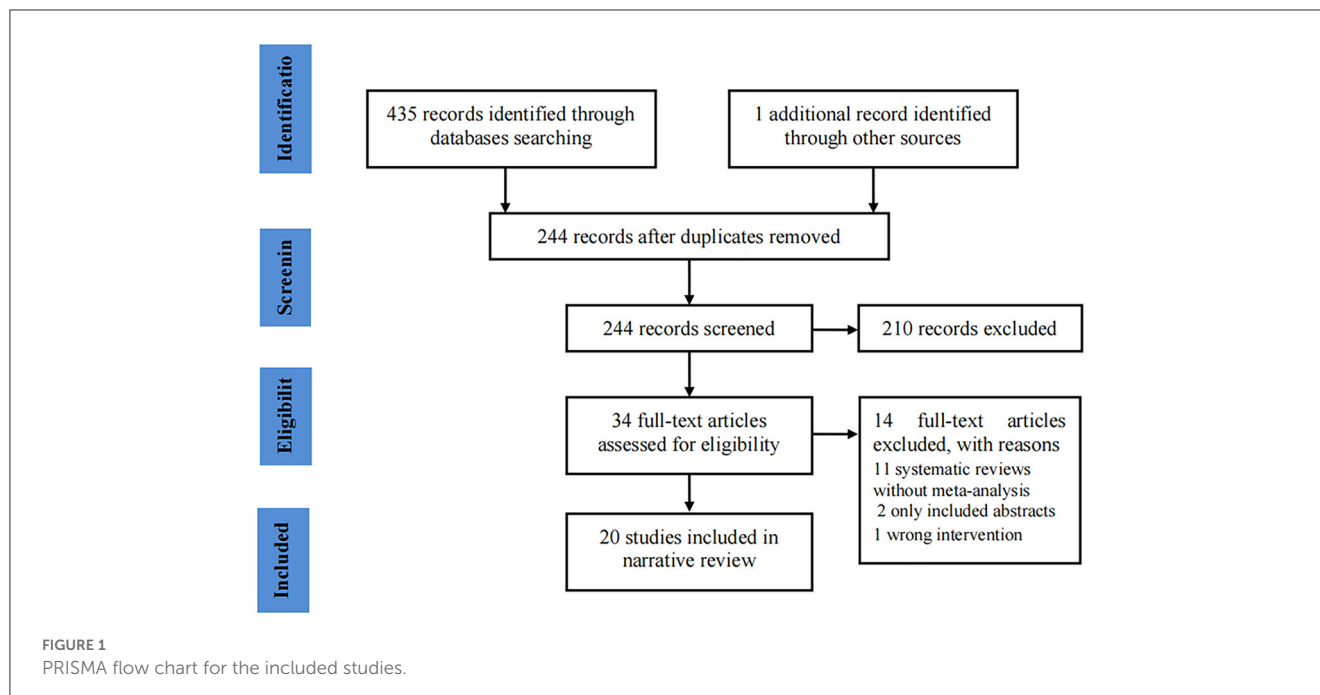 Identificatio
435 records identified through
databases searching
1 additional record identified
through other sources
Screenin
244 records after duplicates removed
244 records screened
210 records excluded
Eligibilit
34 full-text articles
assessed for eligibility
14 full-text articles
excluded, with reasons
11 systematic reviews
without meta-analysis
2 only included abstracts
1 wrong intervention
Included
20 studies included in
narrative review
FIGURE 1
PRISMA flow chart for the included studies.